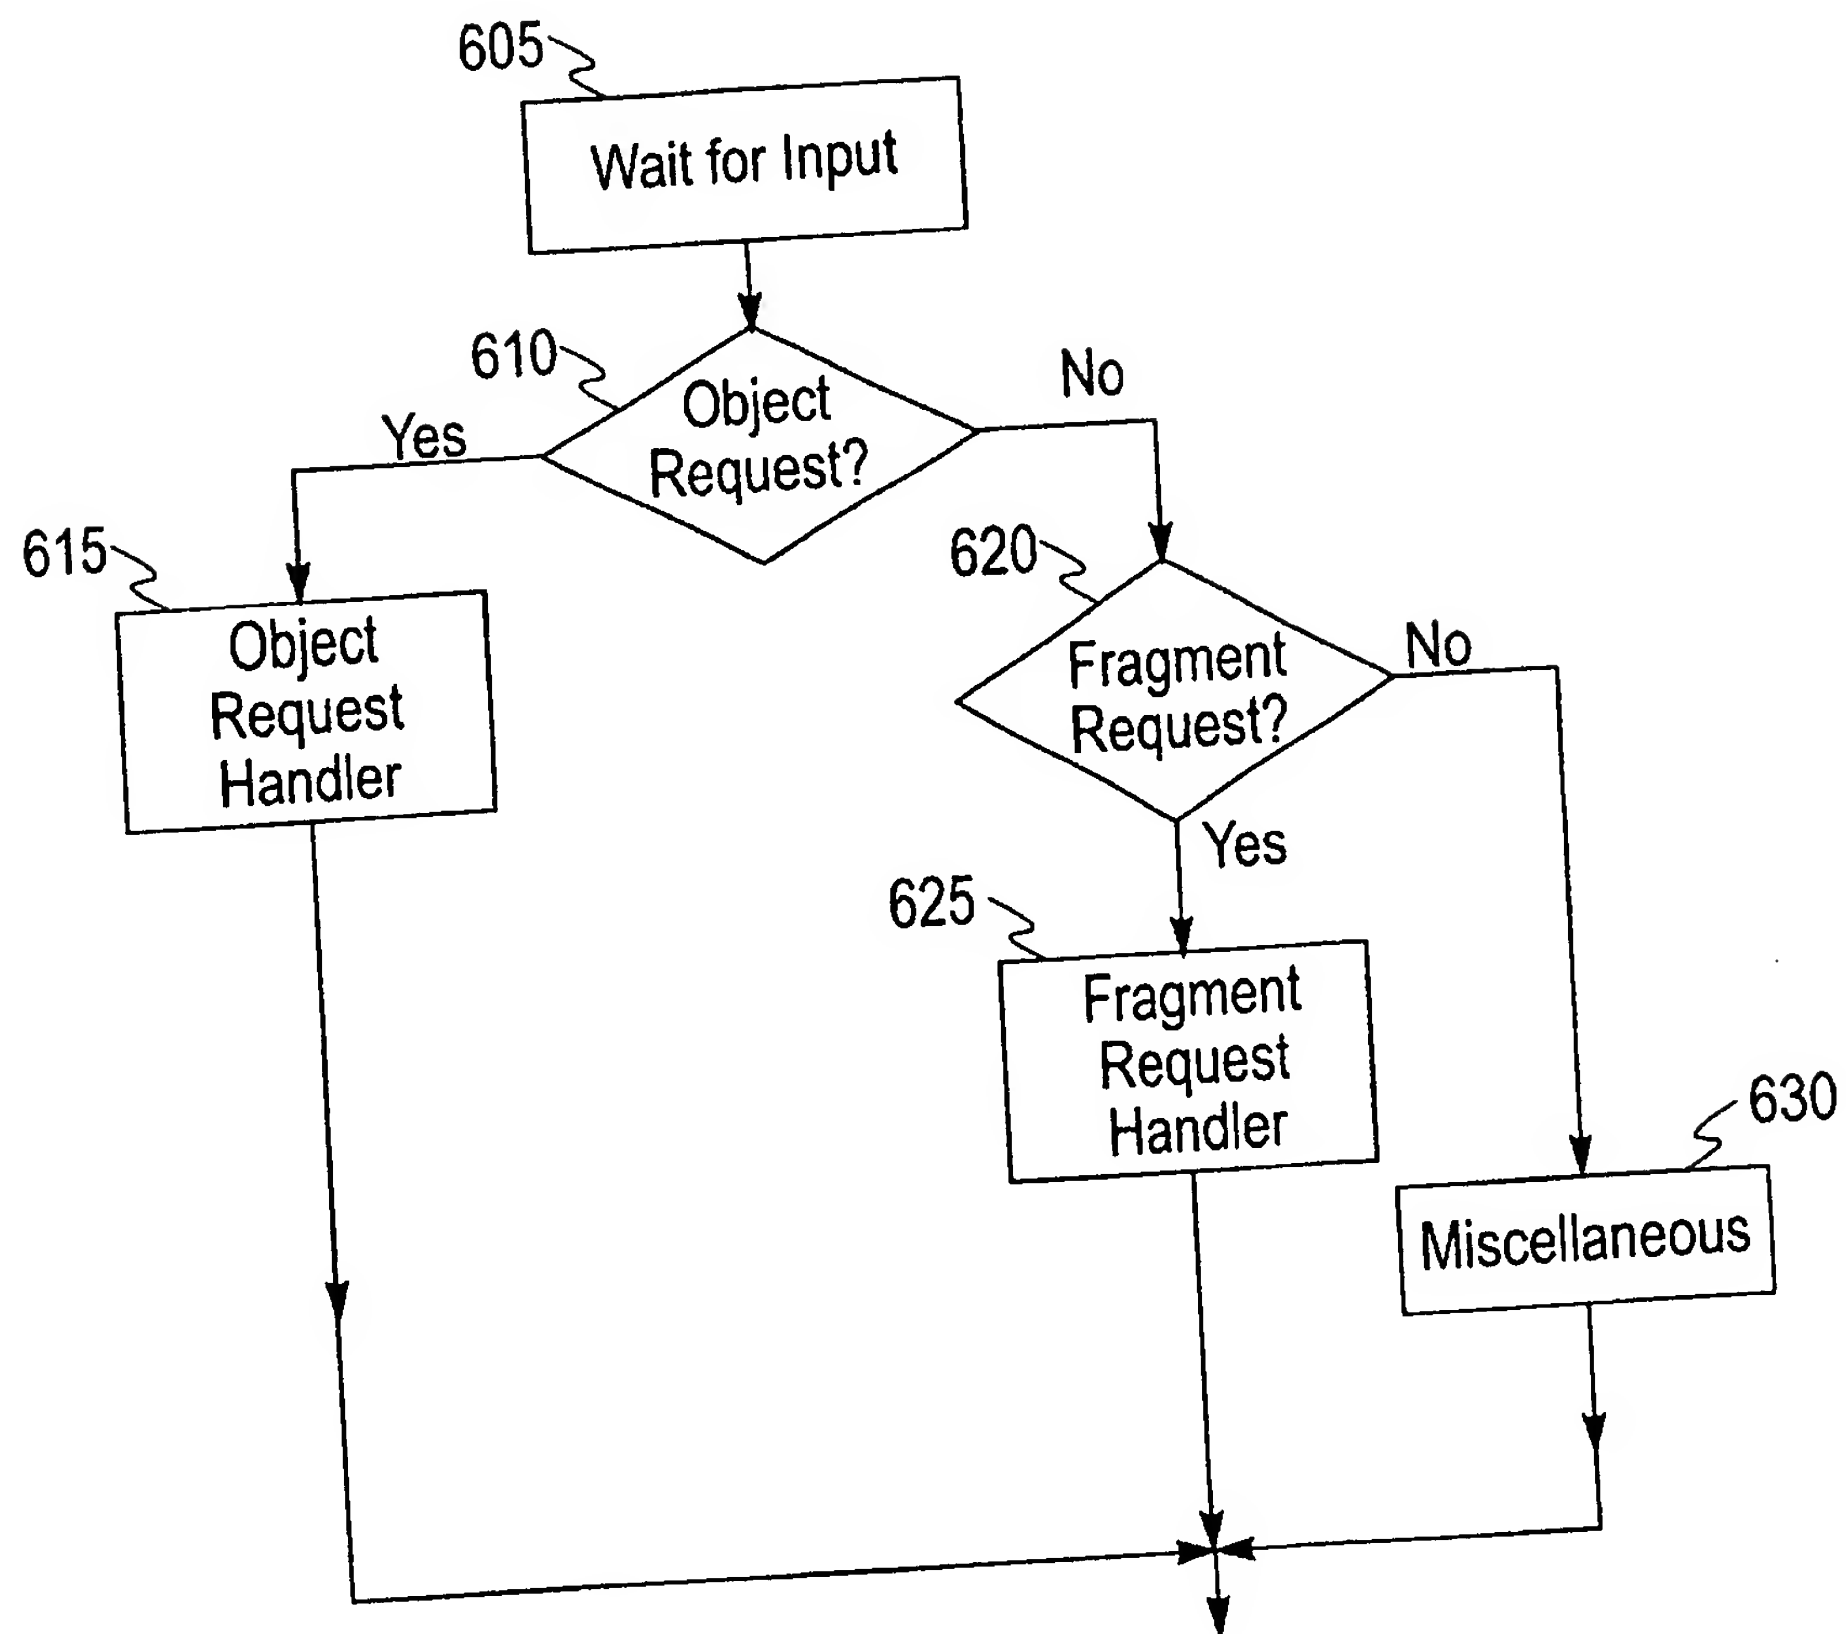 605
Wait for Input
610
Object
Request?
Yes
No
615
Object
Request
Handler
620
Fragment
Request?
No
Yes
625
Fragment
Request
Handler
630
Miscellaneous